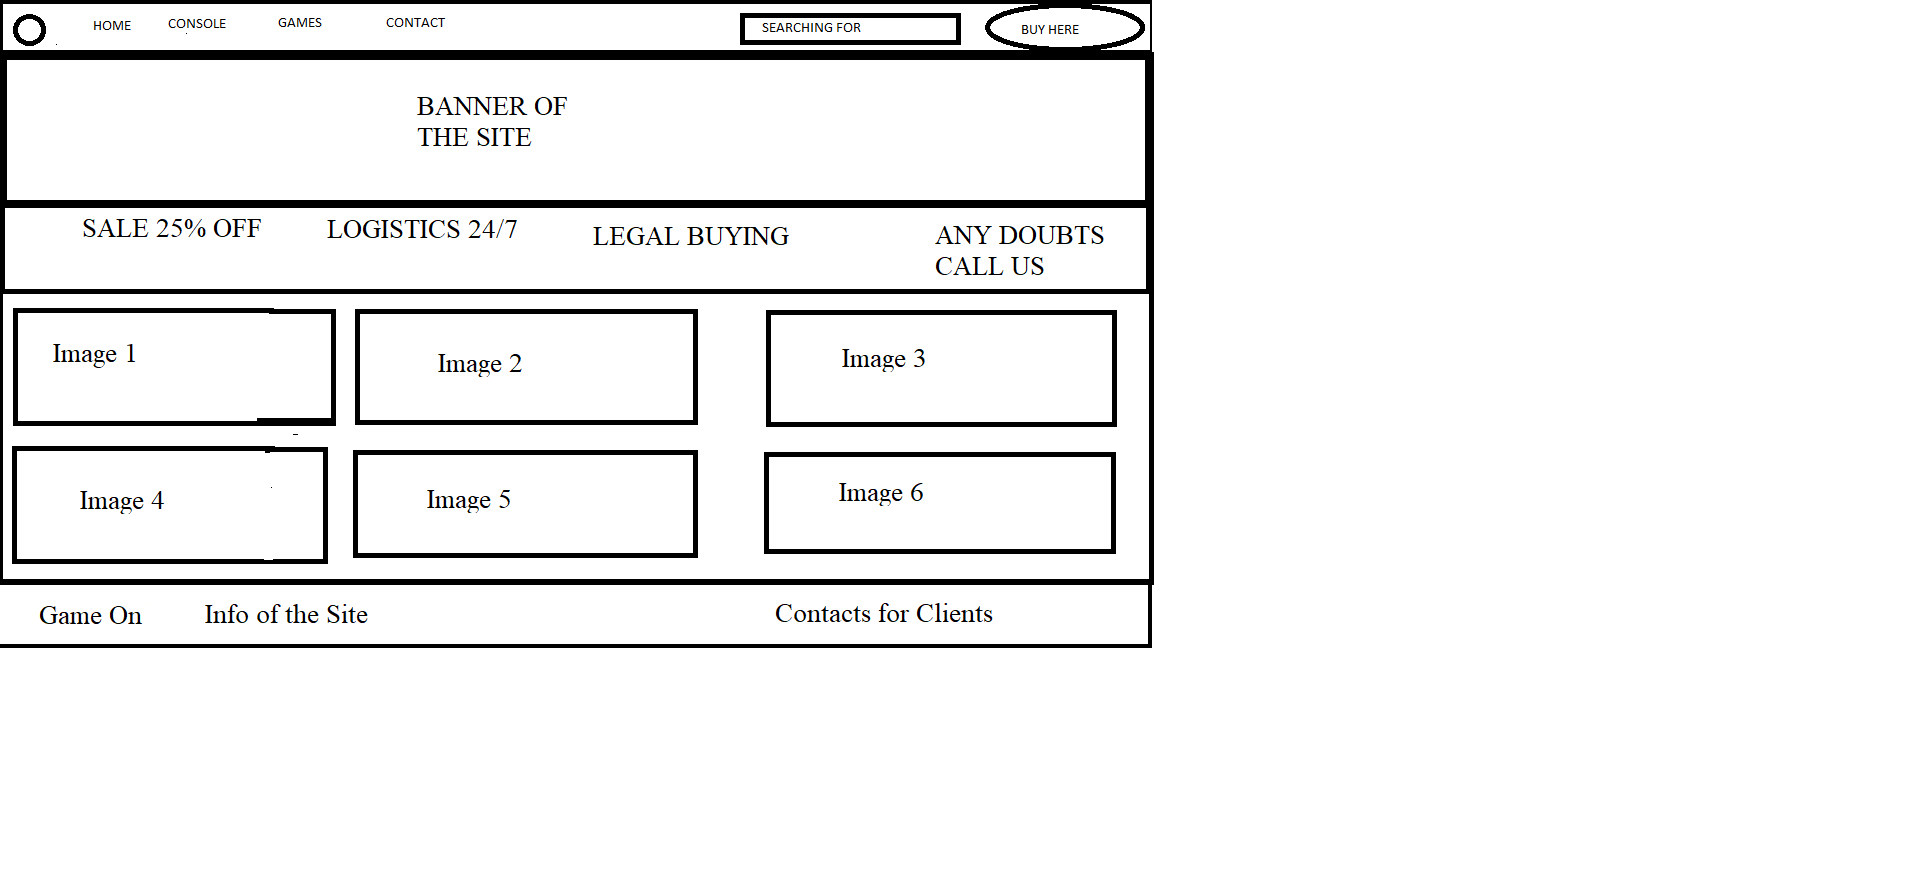 HOME
CONSOLE
GAMES
CONTACT
SEARCHING FOR
BUY HERE
BANNER OF
THE SITE
SALE 25% OFF
LOGISTICS 24/7
LEGAL BUYING
ANY DOUBTS
CALL US
Image 1
Image 2
Image 3
Image 4
Image 5
Image 6
Game On
Info of the Site
Contacts for Clients